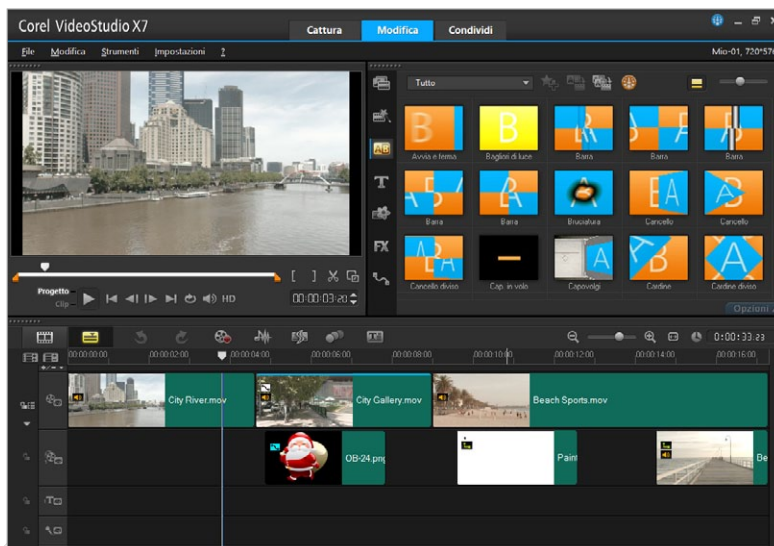 Corel VideoStudio X7
Cattura Modifica Condividi
File Modifica Strumenti Impostazioni ?
Mio-01, 720*576
Tutto
Avvia e ferma Bagliori di luce Barra Barra Barra
Barra Barra Bruciatura Cancello Cancello
Cancello diviso Cap. in volo Capovolgi Cardine Cardine diviso
Progetto
Clip
HD
00:00:03:20
Opzioni
0:00:33.23
00:00:00:00 00:00:02:00 00:00:04:00 00:00:06:00 00:00:08:00 00:00:10:00 00:00:12:00 00:00:14:00 00:00:16:00
City River.mov City Gallery.mov Beach Sports.mov
OB-24.png Paint Be